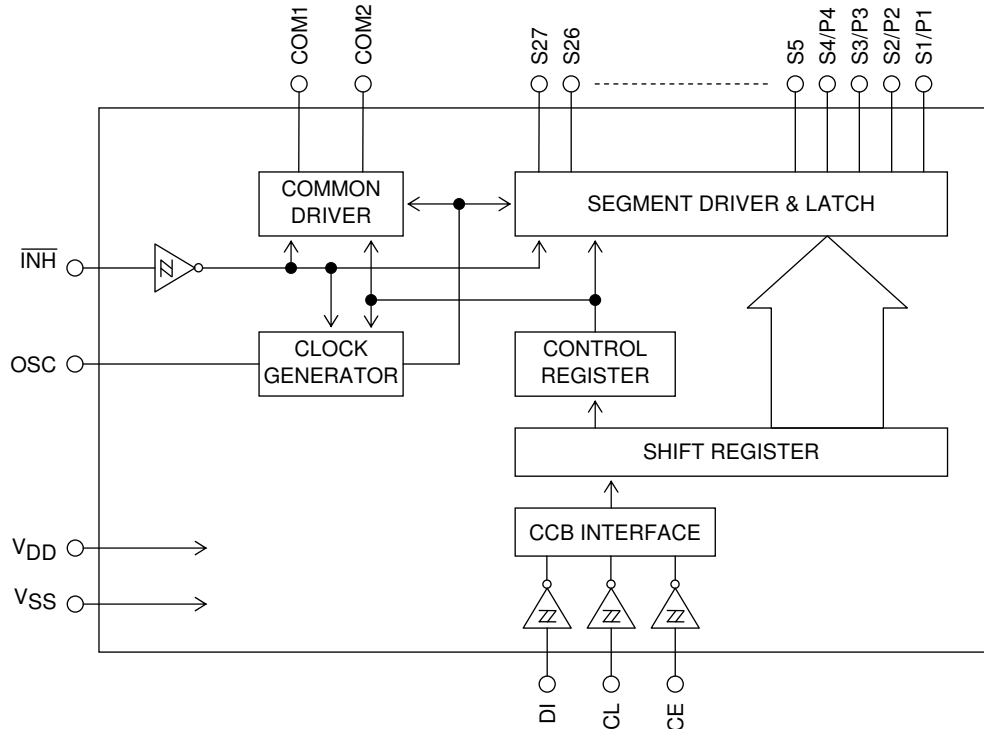 COM1
COM2
S27
S26
S5
S4/P4
S3/P3
S2/P2
S1/P1
COMMON
DRIVER
SEGMENT DRIVER & LATCH
INH
OSC
CLOCK
GENERATOR
CONTROL
REGISTER
SHIFT REGISTER
CCB INTERFACE
VDD
VSS
DI
CL
CE